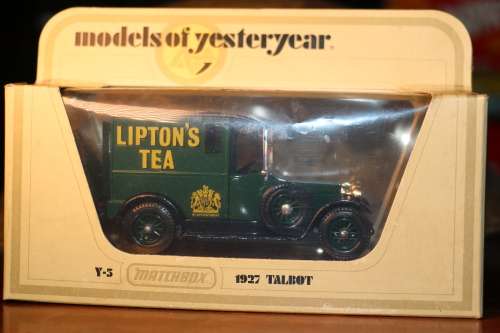 models of yesteryear
LIPTON'S
TEA
Y-5 MATCHBOX 1927 TALBOT